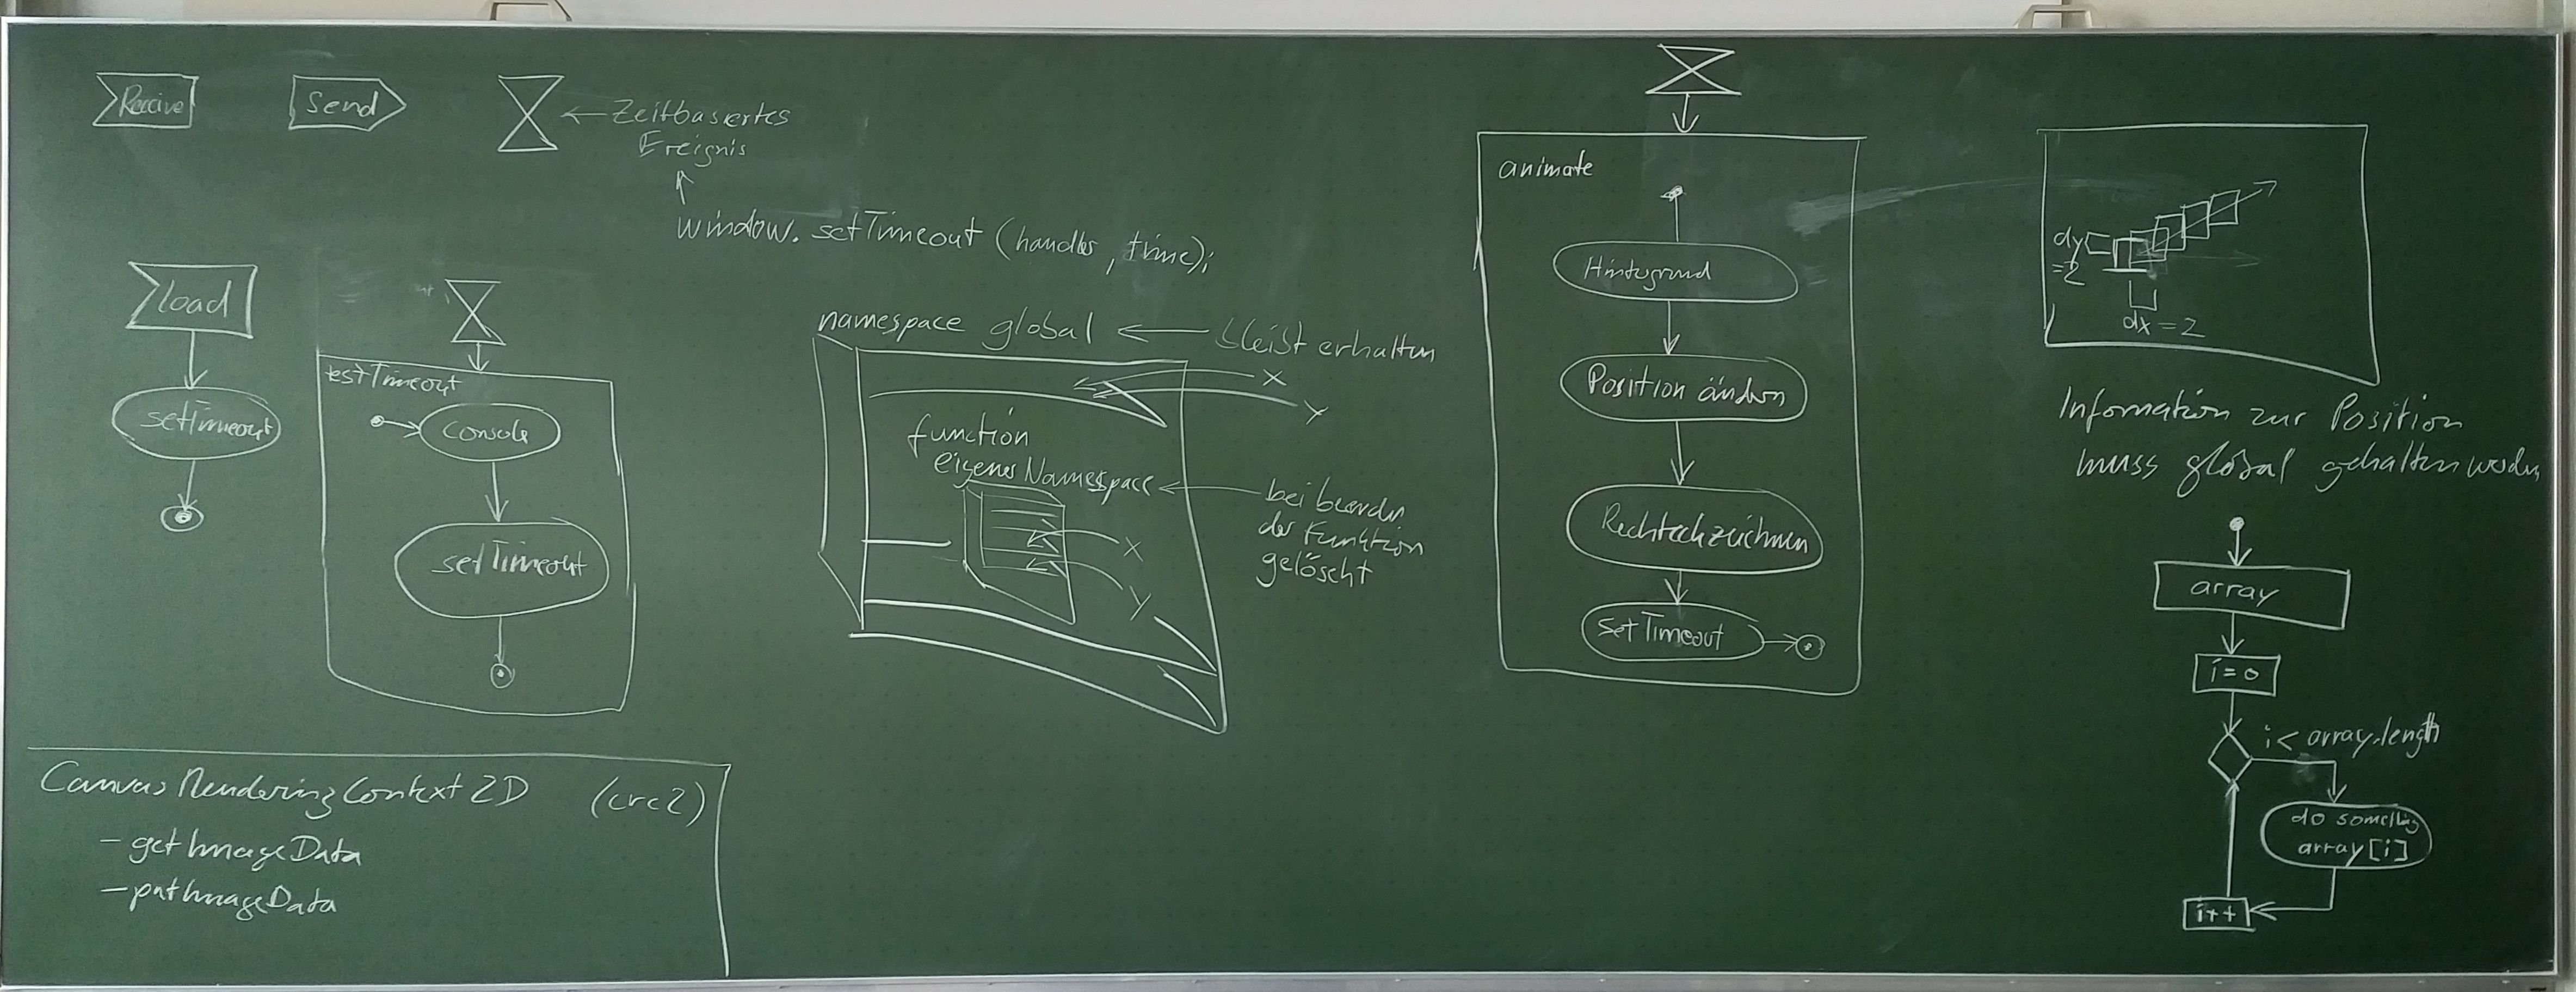 Receive
Send
Zeitbasiertes
Ereignis
window.setTimeout (handler, time);
load
setTimeout
testTimeout
Console
setTimeout
namespace global
bleibt erhalten
x
y
function
eigener Namespace
bei beenden
der Funktion
gelöscht
x
y
CanvasRenderingContext2D (crc2)
- getImageData
- putImageData
animate
Hintergrund
Position ändern
Rechteck zeichnen
setTimeout
dy
=2
dx = 2
Information zur Position
muss global gehalten werden
array
i = 0
i < array.length
do something
array [i]
i++